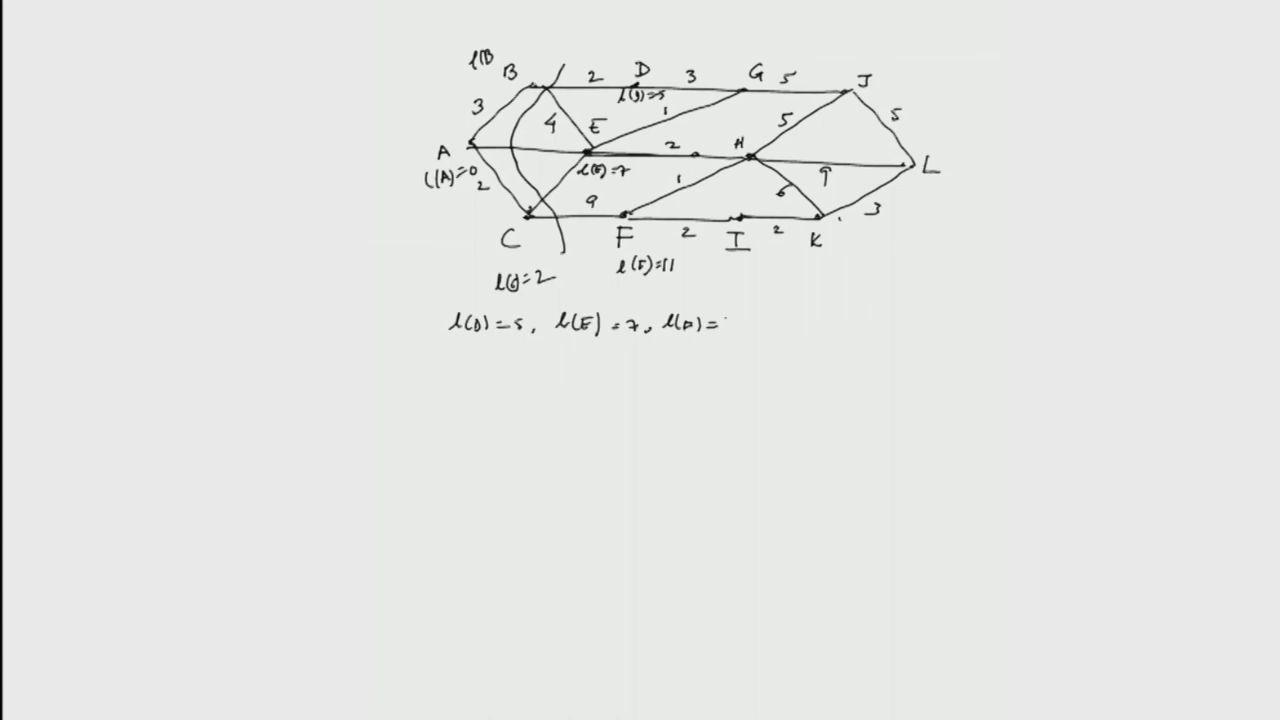 l(B
B 2 D 3 G 5 J
l(D)=5
3 4 E 1 5 5
A 2 H 9 L
l(A)=0 l(E)=7
2 9 1 6 3
C F 2 I 2 K
l(F)=11
l(C)=2
l(D)=5, l(E)=7, l(F)=